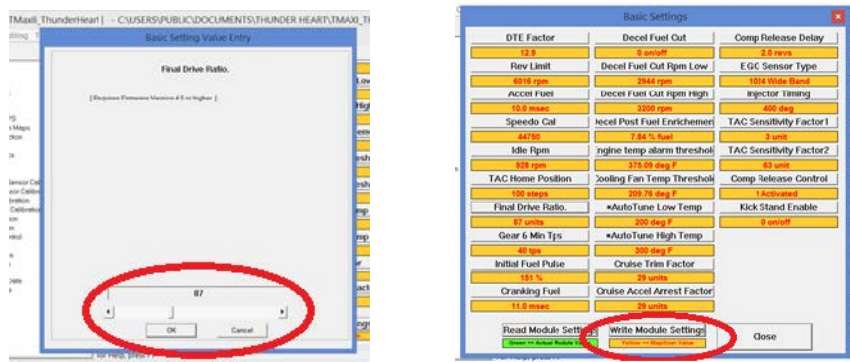 TMaxII_ThunderHeart] - C:\USERS\PUBLIC\DOCUMENTS\THUNDER HEART\TMAXI_T
Basic Setting Value Entry
Final Drive Ratio.
[ Requires Firmware Version 4.5 or higher ]
87
OK Cancel
for Help, press F
Basic Settings
DTE Factor Decel Fuel Cut Comp Release Delay
12.9 0 on/off 2.0 revs
Rev Limit Decel Fuel Cut Rpm Low EGO Sensor Type
6016 rpm 2944 rpm Wide Band
Accel Fuel Decel Fuel Cut Rpm High Injector Timing
10.0 msec 3200 rpm 400 deg
Speedo Cal Decel Post Fuel Enrichemen TAC Sensitivity Factor1
44750 7.84 % fuel 3 unit
Idle Rpm ngine temp alarm threshol TAC Sensitivity Factor2
928 rpm 375.09 deg F 63 unit
TAC Home Position Cooling Fan Temp Threshol Comp Release Control
100 steps 209.76 deg F 1 Activated
Final Drive Ratio. *AutoTune Low Temp Kick Stand Enable
87 units 200 deg F 0 on/off
Gear 6 Min Tps *AutoTune High Temp
40 tps 300 deg F
Initial Fuel Pulse Cruise Trim Factor
151 % 29 units
Cranking Fuel Cruise Accel Arrest Factor
11.0 msec 29 units
Read Module Settin Write Module Settings Close
Green == Actual Module Value Yellow == Map/User Value